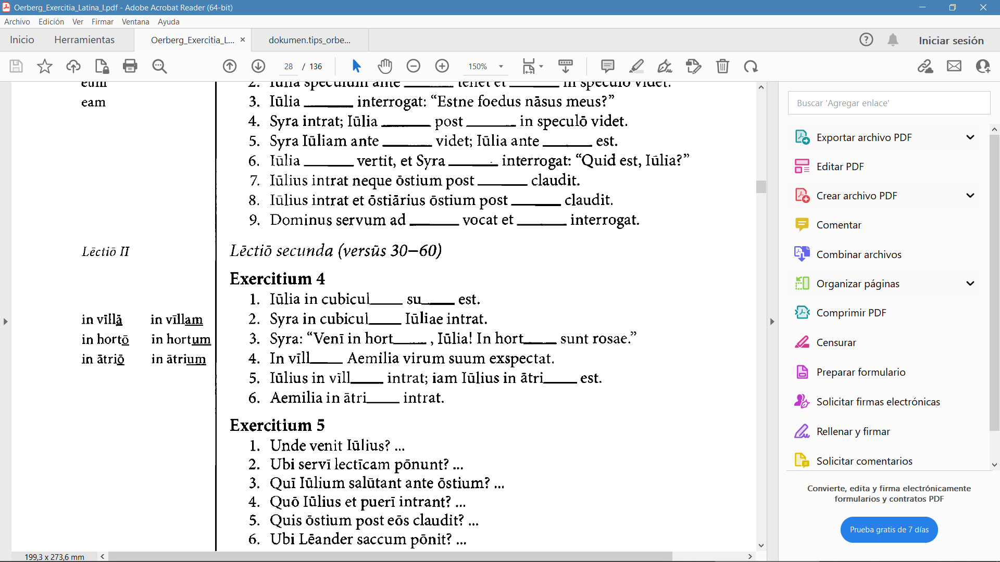 Oerberg_Exercitia_Latina_I.pdf - Adobe Acrobat Reader (64-bit)
Archivo Edición Ver Firmar Ventana Ayuda
Inicio Herramientas Oerberg_Exercitia_L... × dokumen.tips_orbe... Iniciar sesión
28 / 136 150%
eum
eam
2. Iūlia speculum ante ______ tenet et ______ in speculō videt.
3. Iūlia ______ interrogat: “Estne foedus nāsus meus?”
4. Syra intrat; Iūlia ______ post ______ in speculō videt.
5. Syra Iūliam ante ______ videt; Iūlia ante ______ est.
6. Iūlia ______ vertit, et Syra ______ interrogat: “Quid est, Iūlia?”
7. Iūlius intrat neque ōstium post ______ claudit.
8. Iūlius intrat et ōstiārius ōstium post ______ claudit.
9. Dominus servum ad ______ vocat et ______ interrogat.
Lēctiō II
Lēctiō secunda (versūs 30–60)
Exercitium 4
1. Iūlia in cubicul____ su____ est.
2. Syra in cubicul____ Iūliae intrat.
3. Syra: “Venī in hort____ , Iūlia! In hort____ sunt rosae.”
4. In vīll____ Aemilia virum suum exspectat.
5. Iūlius in vīll____ intrat; iam Iūlius in ātri____ est.
6. Aemilia in ātri____ intrat.
in vīllā in vīllam
in hortō in hortum
in ātriō in ātrium
Exercitium 5
1. Unde venit Iūlius? ...
2. Ubi servī lectīcam pōnunt? ...
3. Quī Iūlium salūtant ante ōstium? ...
4. Quō Iūlius et puerī intrant? ...
5. Quis ōstium post eōs claudit? ...
6. Ubi Lēander saccum pōnit? ...
199,3 x 273,6 mm
Buscar 'Agregar enlace'
Exportar archivo PDF
Editar PDF
Crear archivo PDF
Comentar
Combinar archivos
Organizar páginas
Comprimir PDF
Censurar
Preparar formulario
Solicitar firmas electrónicas
Rellenar y firmar
Solicitar comentarios
Convierte, edita y firma electrónicamente
formularios y contratos PDF
Prueba gratis de 7 días